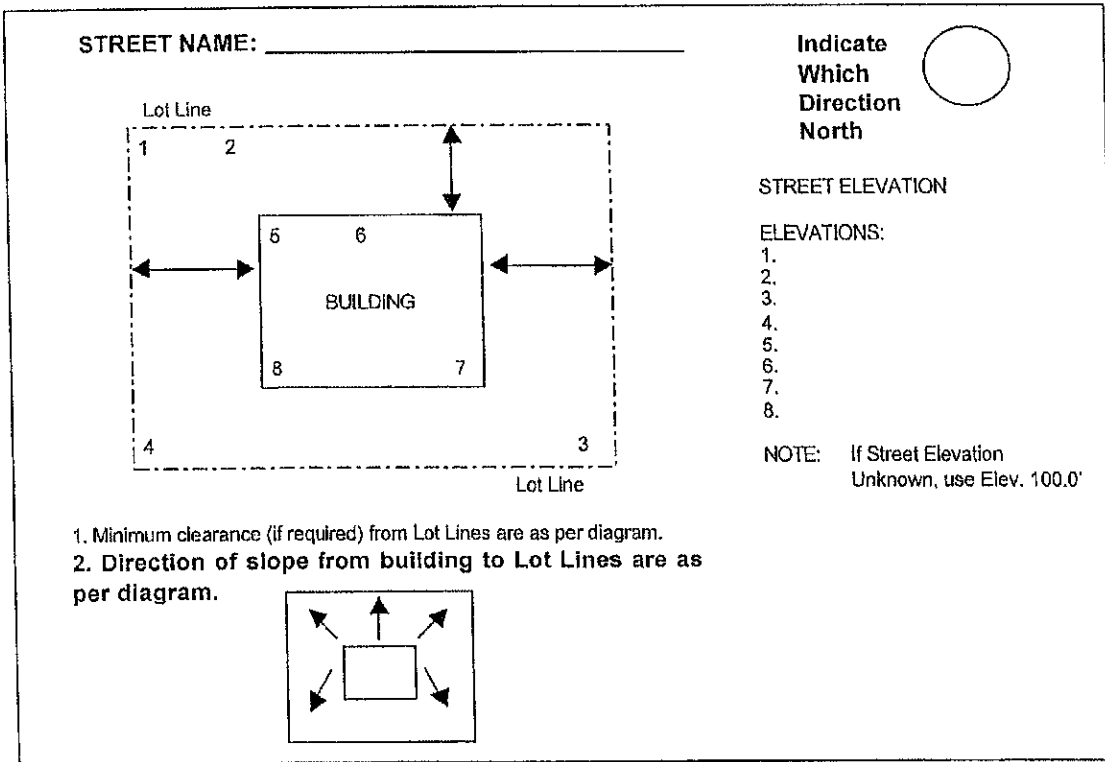 STREET NAME:
Indicate
Which
Direction
North
Lot Line
1 2
5 6
BUILDING
8 7
4 3
Lot Line
STREET ELEVATION
ELEVATIONS:
1.
2.
3.
4.
5.
6.
7.
8.
NOTE: If Street Elevation
Unknown, use Elev. 100.0'
1. Minimum clearance (if required) from Lot Lines are as per diagram.
2. Direction of slope from building to Lot Lines are as
per diagram.